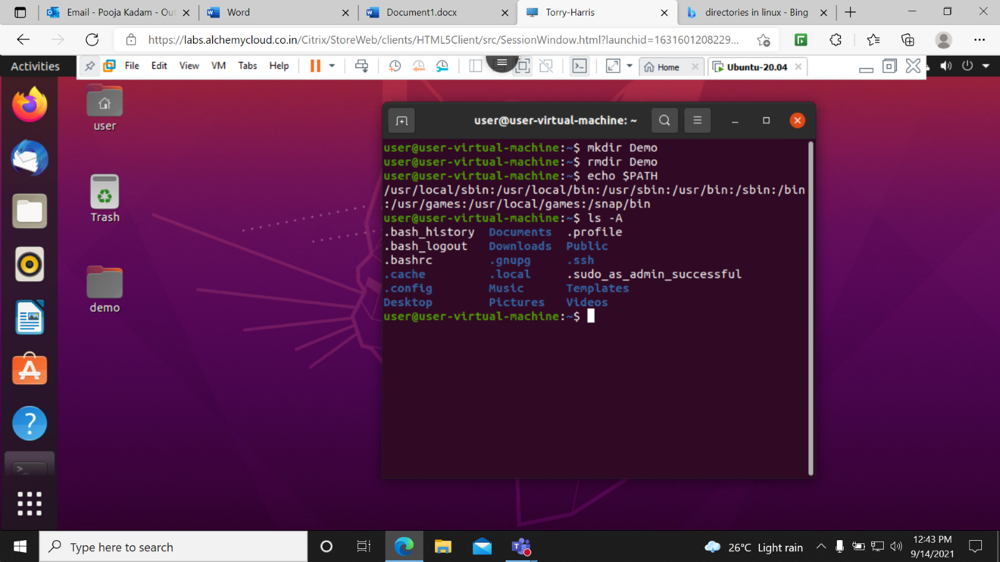 Email - Pooja Kadam - Ou
Word
Document1.docx
Torry-Harris
directories in linux - Bing
https://labs.alchemycloud.co.in/Citrix/StoreWeb/clients/HTML5Client/src/SessionWindow.html?launchid=1631601208229...
Activities
File Edit View VM Tabs Help
Home
Ubuntu-20.04
user
Trash
demo
user@user-virtual-machine: ~
user@user-virtual-machine:~$ mkdir Demo
user@user-virtual-machine:~$ rmdir Demo
user@user-virtual-machine:~$ echo $PATH
/usr/local/sbin:/usr/local/bin:/usr/sbin:/usr/bin:/sbin:/bin
:/usr/games:/usr/local/games:/snap/bin
user@user-virtual-machine:~$ ls -A
.bash_history Documents .profile
.bash_logout Downloads Public
.bashrc .gnupg .ssh
.cache .local .sudo_as_admin_successful
.config Music Templates
Desktop Pictures Videos
user@user-virtual-machine:~$
Type here to search
26°C Light rain
12:43 PM
9/14/2021